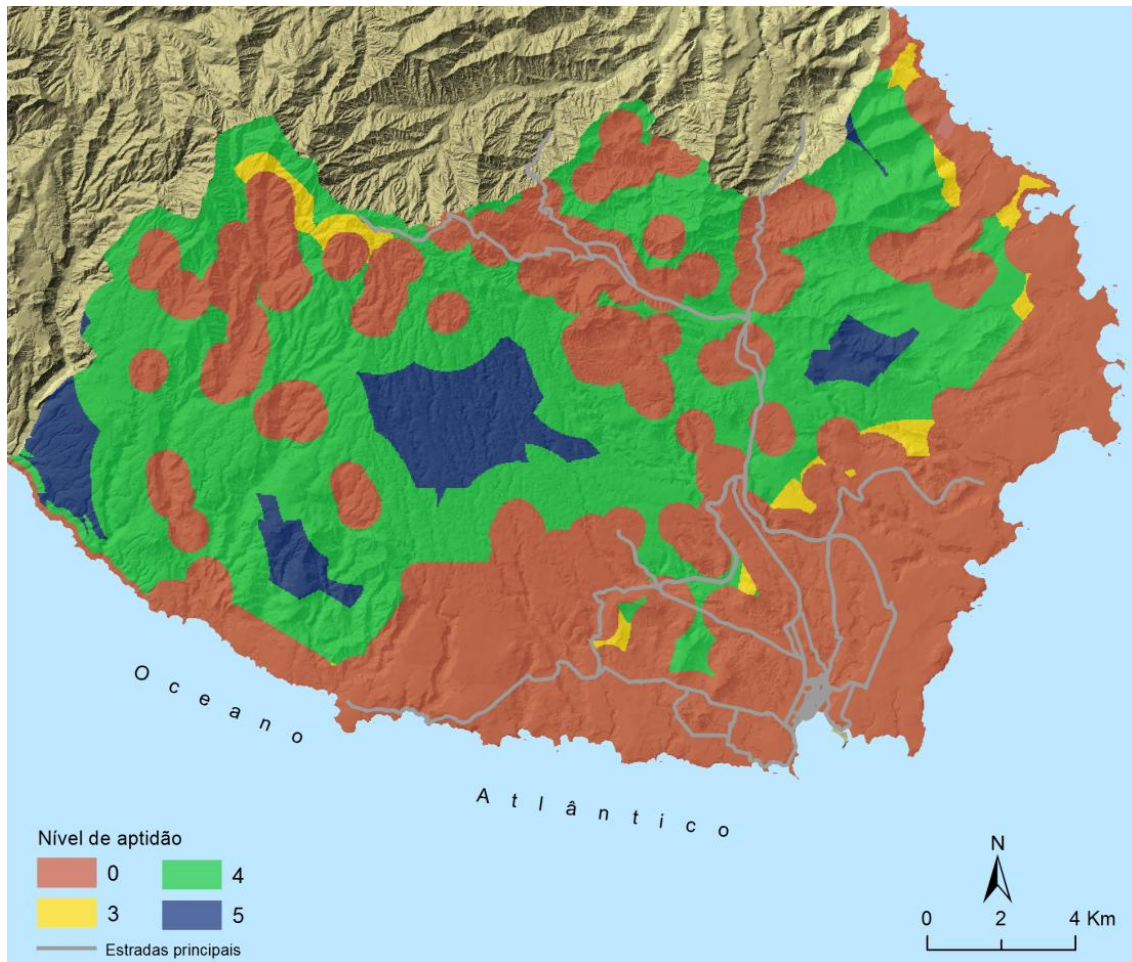 Oceano
Atlântico
Nível de aptidão
0
4
3
5
Estradas principais
N
0 2 4 Km